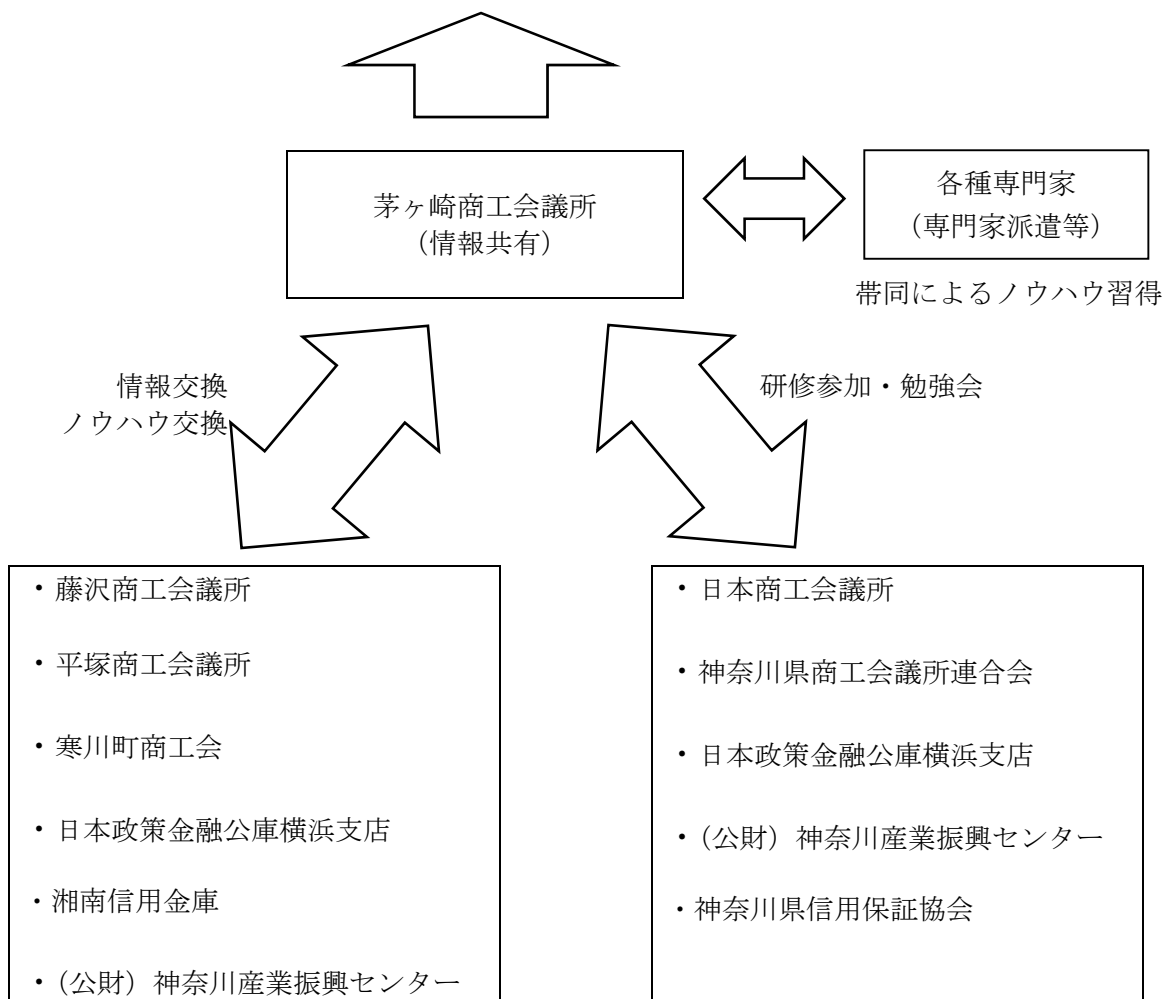 茅ヶ崎商工会議所
(情報共有)
各種専門家
(専門家派遣等)
帯同によるノウハウ習得
情報交換
ノウハウ交換
研修参加・勉強会
・藤沢商工会議所
・平塚商工会議所
・寒川町商工会
・日本政策金融公庫横浜支店
・湘南信用金庫
・(公財)神奈川産業振興センター
・日本商工会議所
・神奈川県商工会議所連合会
・日本政策金融公庫横浜支店
・(公財)神奈川産業振興センター
・神奈川県信用保証協会